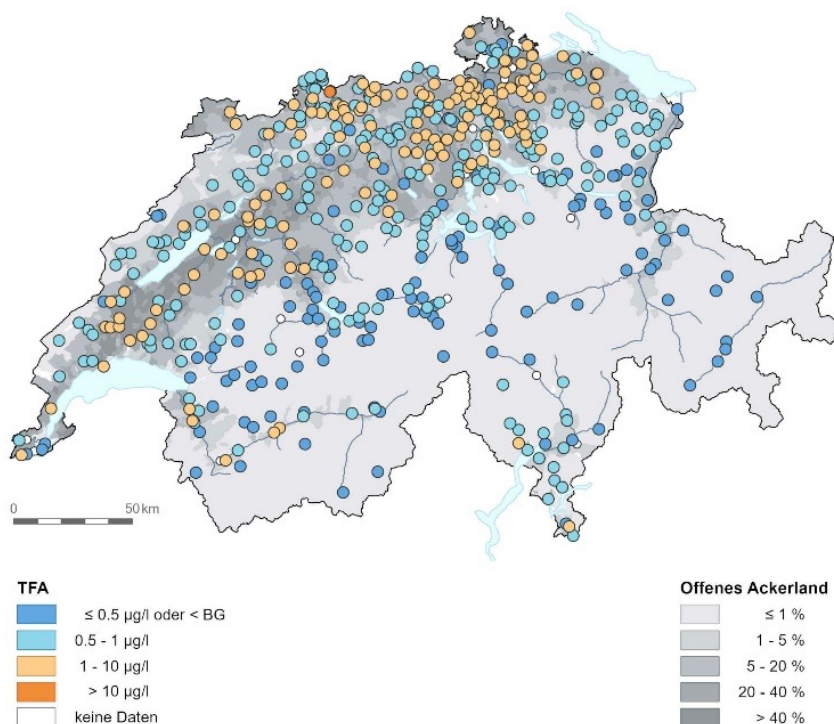 0 50 km
TFA
≤ 0.5 µg/l oder < BG
0.5 - 1 µg/l
1 - 10 µg/l
> 10 µg/l
keine Daten
Offenes Ackerland
≤ 1 %
1 - 5 %
5 - 20 %
20 - 40 %
> 40 %